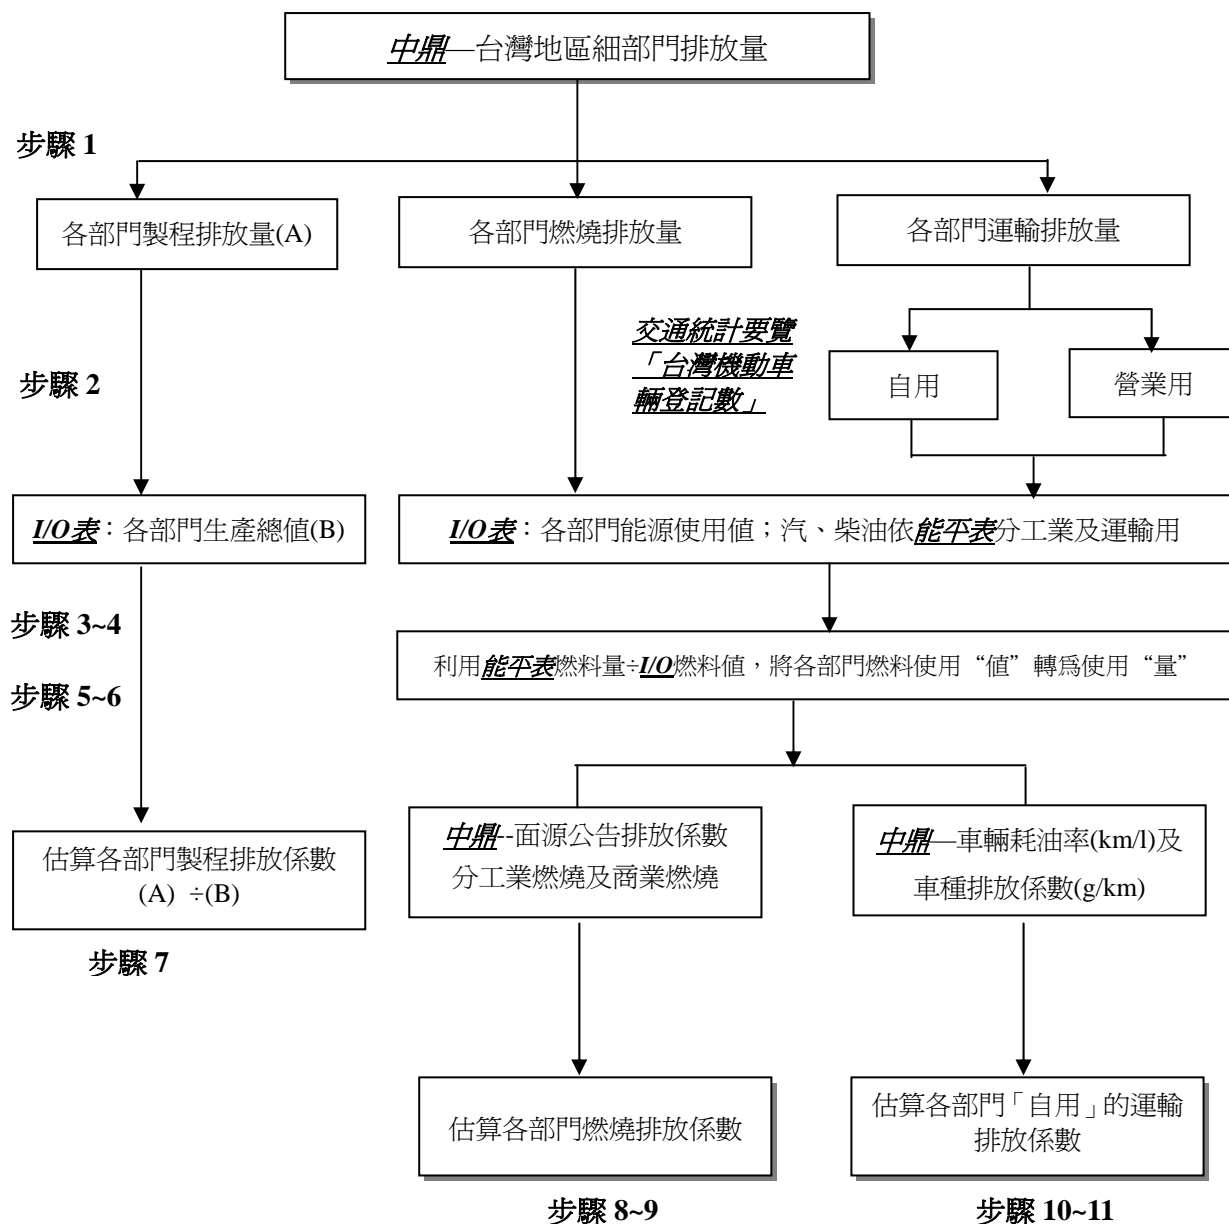 中鼎—台灣地區細部門排放量
步驟 1
各部門製程排放量(A)
各部門燃燒排放量
各部門運輸排放量
交通統計要覽
「台灣機動車
輛登記數」
自用
營業用
步驟 2
I/O表：各部門生產總值(B)
I/O表：各部門能源使用值；汽、柴油依能平表分工業及運輸用
步驟 3~4
利用能平表燃料量÷I/O燃料值，將各部門燃料使用“值”轉爲使用“量”
步驟 5~6
估算各部門製程排放係數
(A) ÷(B)
中鼎--面源公告排放係數
分工業燃燒及商業燃燒
中鼎—車輛耗油率(km/l)及
車種排放係數(g/km)
步驟 7
估算各部門燃燒排放係數
估算各部門「自用」的運輸
排放係數
步驟 8~9
步驟 10~11